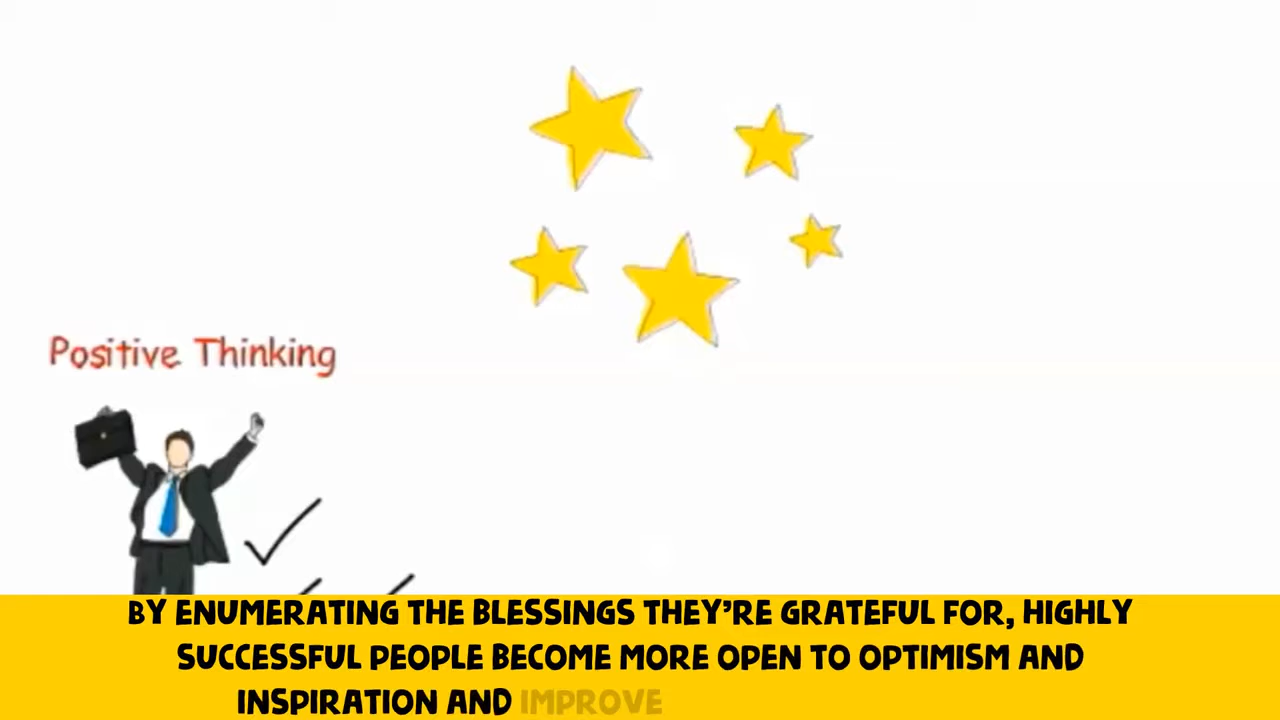 Positive Thinking
BY ENUMERATING THE BLESSINGS THEY'RE GRATEFUL FOR, HIGHLY
SUCCESSFUL PEOPLE BECOME MORE OPEN TO OPTIMISM AND
INSPIRATION AND IMPROVE